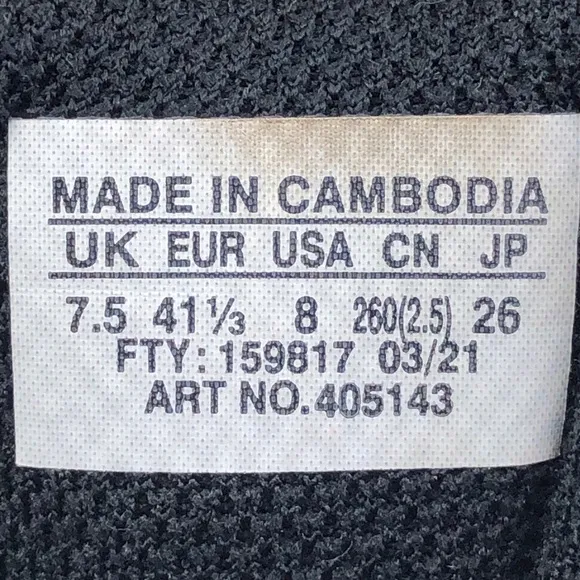 MADE IN CAMBODIA
UK EUR USA CN JP
7.5 41⅓ 8 260(2.5) 26
FTY: 159817 03/21
ART NO.405143